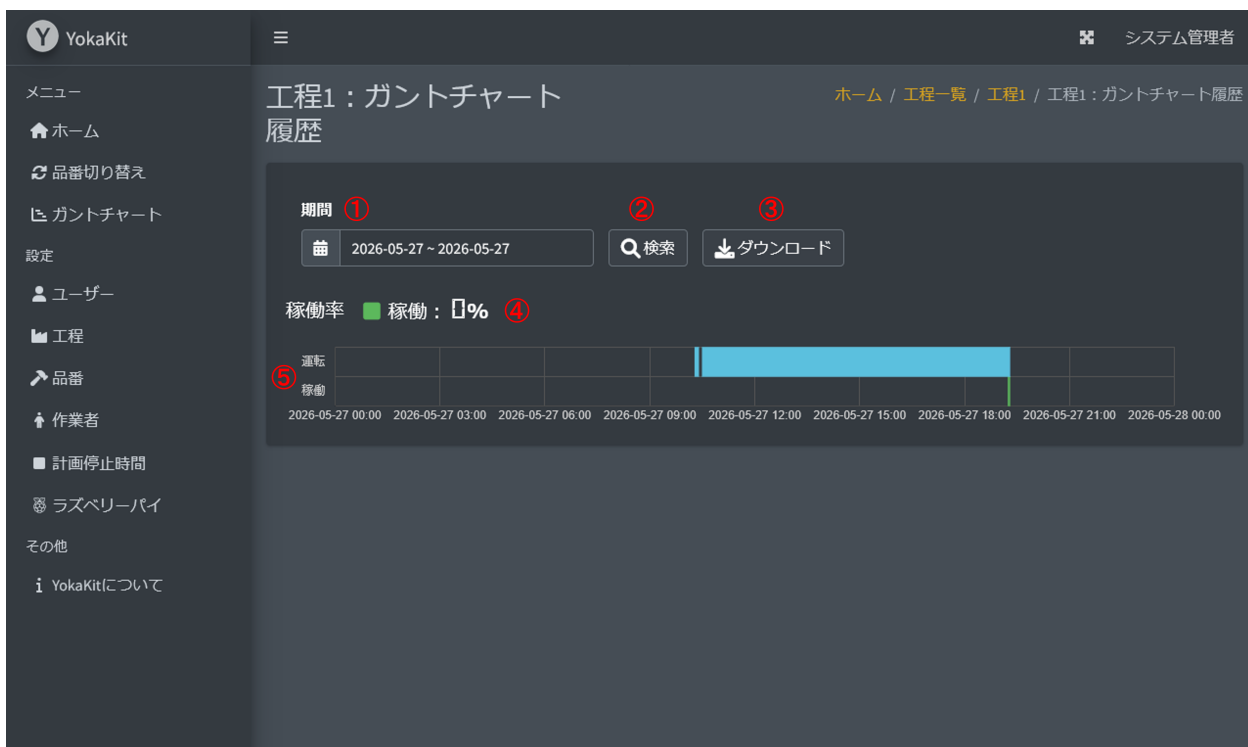 YokaKit
システム管理者
メニュー
ホーム
品番切り替え
ガントチャート
設定
ユーザー
工程
品番
作業者
計画停止時間
ラズベリーパイ
その他
YokaKitについて
工程1：ガントチャート
履歴
ホーム / 工程一覧 / 工程1 / 工程1：ガントチャート履歴
期間 ① ② ③
2026-05-27 ~ 2026-05-27 検索 ダウンロード
稼働率 稼働：0% ④
運転
⑤
稼働
2026-05-27 00:00 2026-05-27 03:00 2026-05-27 06:00 2026-05-27 09:00 2026-05-27 12:00 2026-05-27 15:00 2026-05-27 18:00 2026-05-27 21:00 2026-05-28 00:00